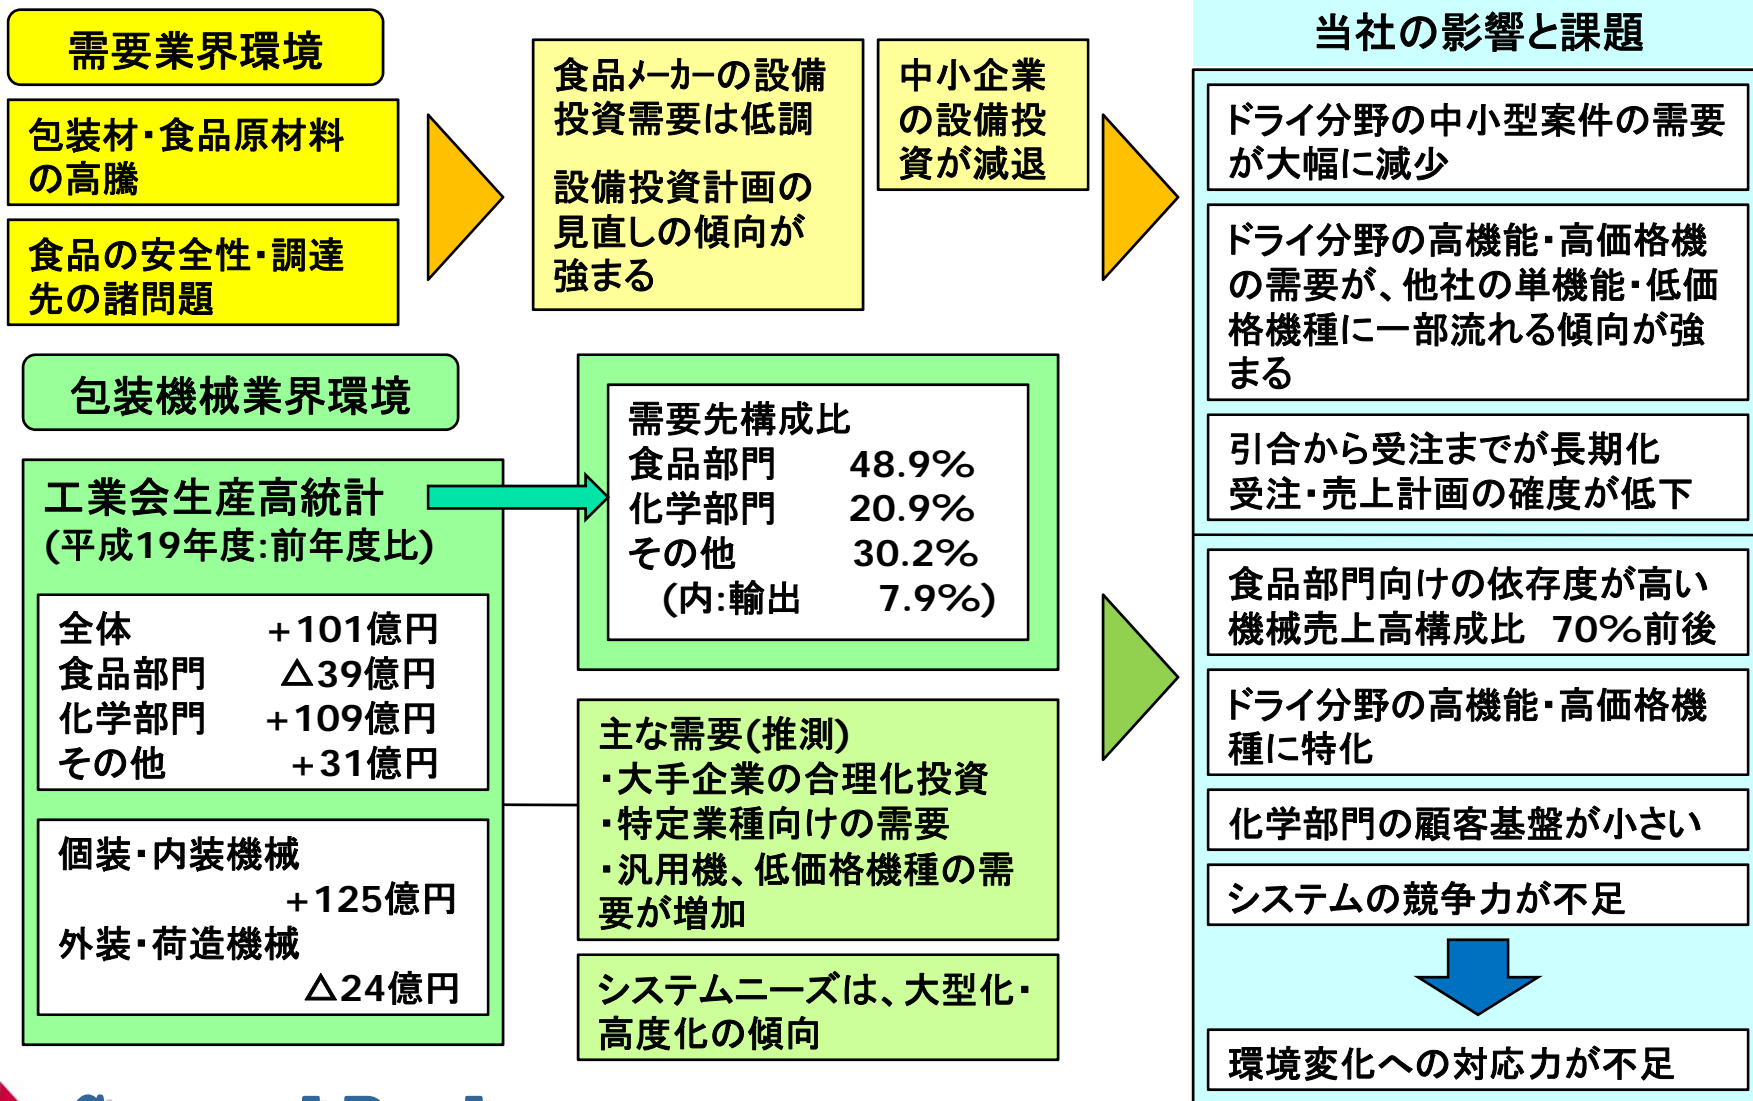 需要業界環境
包装材・食品原材料
の高騰
食品の安全性・調達
先の諸問題
食品メーカーの設備
投資需要は低調
設備投資計画の
見直しの傾向が
強まる
中小企業
の設備投
資が減退
包装機械業界環境
工業会生産高統計
(平成19年度:前年度比)
全体 +101億円
食品部門 △39億円
化学部門 +109億円
その他 +31億円
個装・内装機械
+125億円
外装・荷造機械
△24億円
需要先構成比
食品部門 48.9%
化学部門 20.9%
その他 30.2%
(内:輸出 7.9%)
主な需要(推測)
・大手企業の合理化投資
・特定業種向けの需要
・汎用機、低価格機種の需
要が増加
システムニーズは、大型化・
高度化の傾向
当社の影響と課題
ドライ分野の中小型案件の需要
が大幅に減少
ドライ分野の高機能・高価格機
の需要が、他社の単機能・低価
格機種に一部流れる傾向が強
まる
引合から受注までが長期化
受注・売上計画の確度が低下
食品部門向けの依存度が高い
機械売上高構成比 70%前後
ドライ分野の高機能・高価格機
種に特化
化学部門の顧客基盤が小さい
システムの競争力が不足
環境変化への対応力が不足